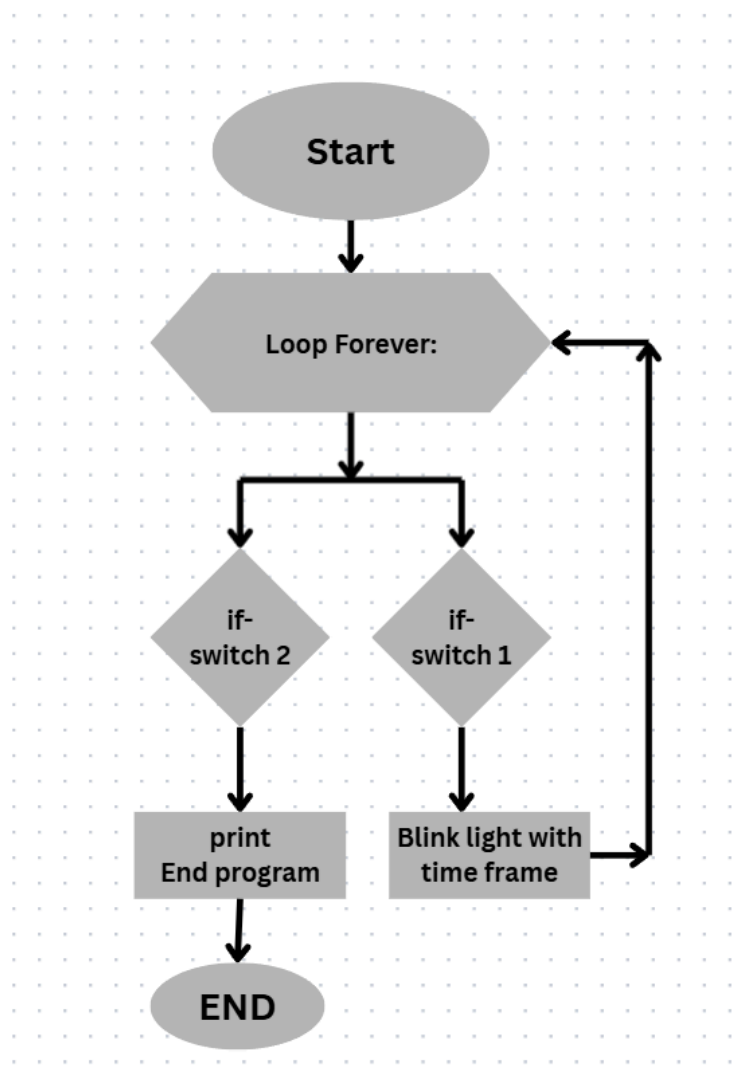 Start
Loop Forever:
if-
switch 2
if-
switch 1
print
End program
Blink light with
time frame
END